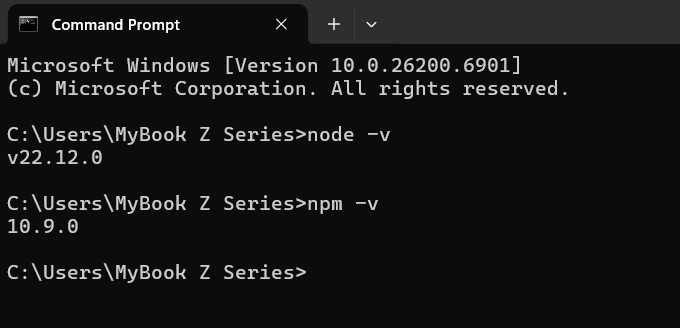 Command Prompt
Microsoft Windows [Version 10.0.26200.6901]
(c) Microsoft Corporation. All rights reserved.
C:\Users\MyBook Z Series>node -v
v22.12.0
C:\Users\MyBook Z Series>npm -v
10.9.0
C:\Users\MyBook Z Series>